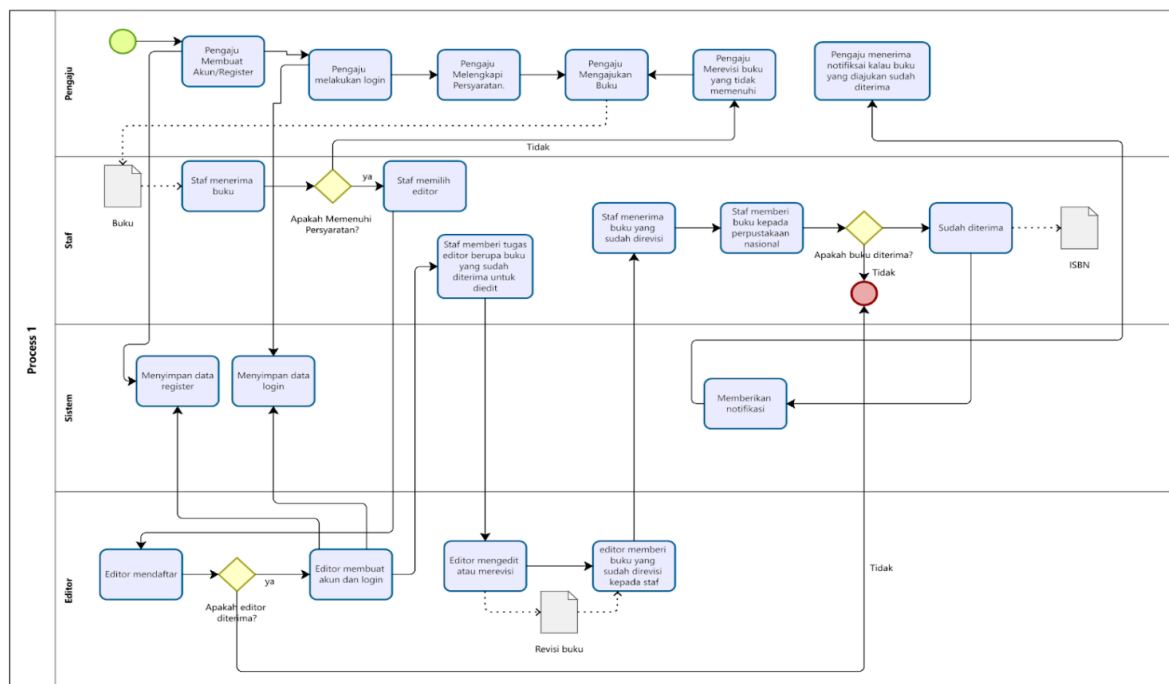 Process 1
Pengaju
Pengaju
Membuat
Akun/Register
Pengaju
melakukan login
Pengaju
Melengkapi
Persyaratan.
Pengaju
Mengajukan
Buku
Pengaju
Merevisi buku
yang tidak
memenuhi
Pengaju menerima
notifiksai kalau buku
yang diajukan sudah
diterima
Tidak
Staf
Buku
Staf menerima
buku
Apakah Memenuhi
Persyaratan?
ya
Staf memilih
editor
Staf memberi tugas
editor berupa buku
yang sudah
diterima untuk
diedit
Staf menerima
buku yang
sudah direvisi
Staf memberi
buku kepada
perpustakaan
nasional
Apakah buku diterima?
Tidak
Sudah diterima
ISBN
Sistem
Menyimpan data
register
Menyimpan data
login
Memberikan
notifikasi
Editor
Editor mendaftar
Apakah editor
diterima?
ya
Editor membuat
akun dan login
Editor mengedit
atau merevisi
Revisi buku
editor memberi
buku yang
sudah direvisi
kepada staf
Tidak